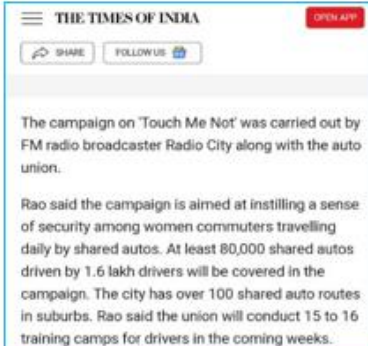 THE TIMES OF INDIA
OPEN APP
SHARE
FOLLOW US
The campaign on 'Touch Me Not' was carried out by
FM radio broadcaster Radio City along with the auto
union.
Rao said the campaign is aimed at instilling a sense
of security among women commuters travelling
daily by shared autos. At least 80,000 shared autos
driven by 1.6 lakh drivers will be covered in the
campaign. The city has over 100 shared auto routes
in suburbs. Rao said the union will conduct 15 to 16
training camps for drivers in the coming weeks.